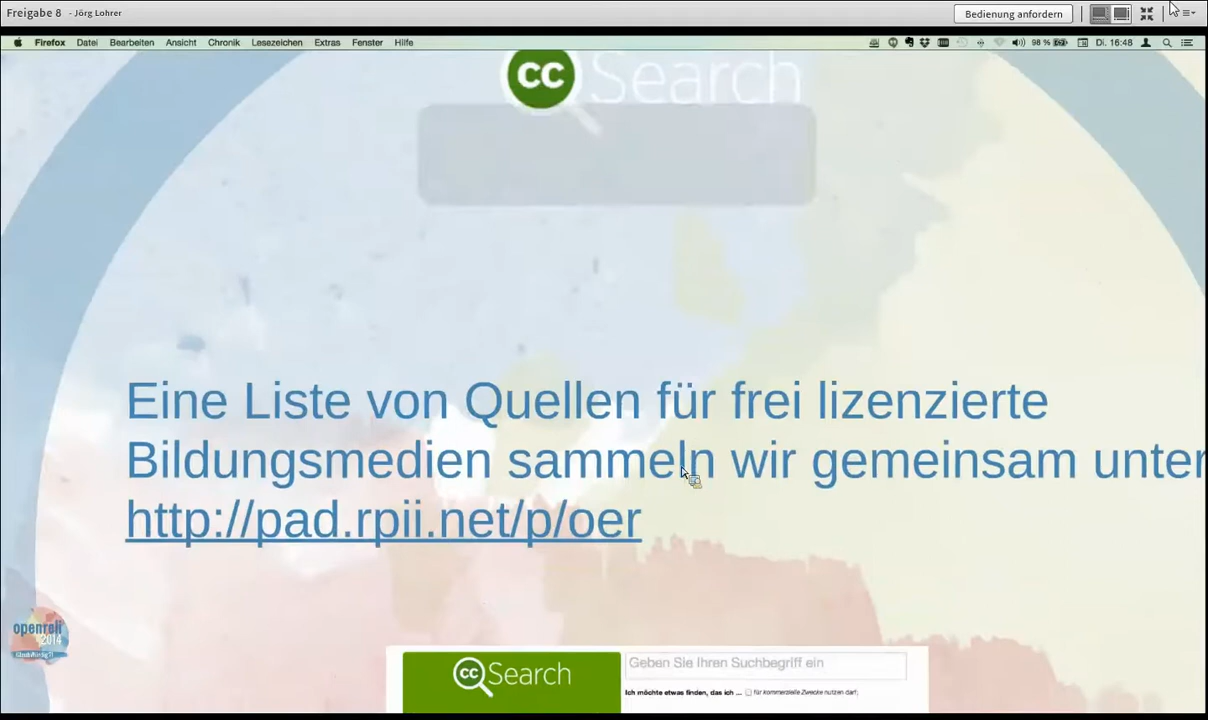 Freigabe 8 - Jörg Lohrer
Bedienung anfordern
Firefox Datei Bearbeiten Ansicht Chronik Lesezeichen Extras Fenster Hilfe
98 % Di. 16:48
cc Search
Eine Liste von Quellen für frei lizenzierte
Bildungsmedien sammeln wir gemeinsam unter
http://pad.rpii.net/p/oer
openreli
2014
cc Search
Geben Sie Ihren Suchbegriff ein
Ich möchte etwas finden, das ich ... für kommerzielle Zwecke nutzen darf;